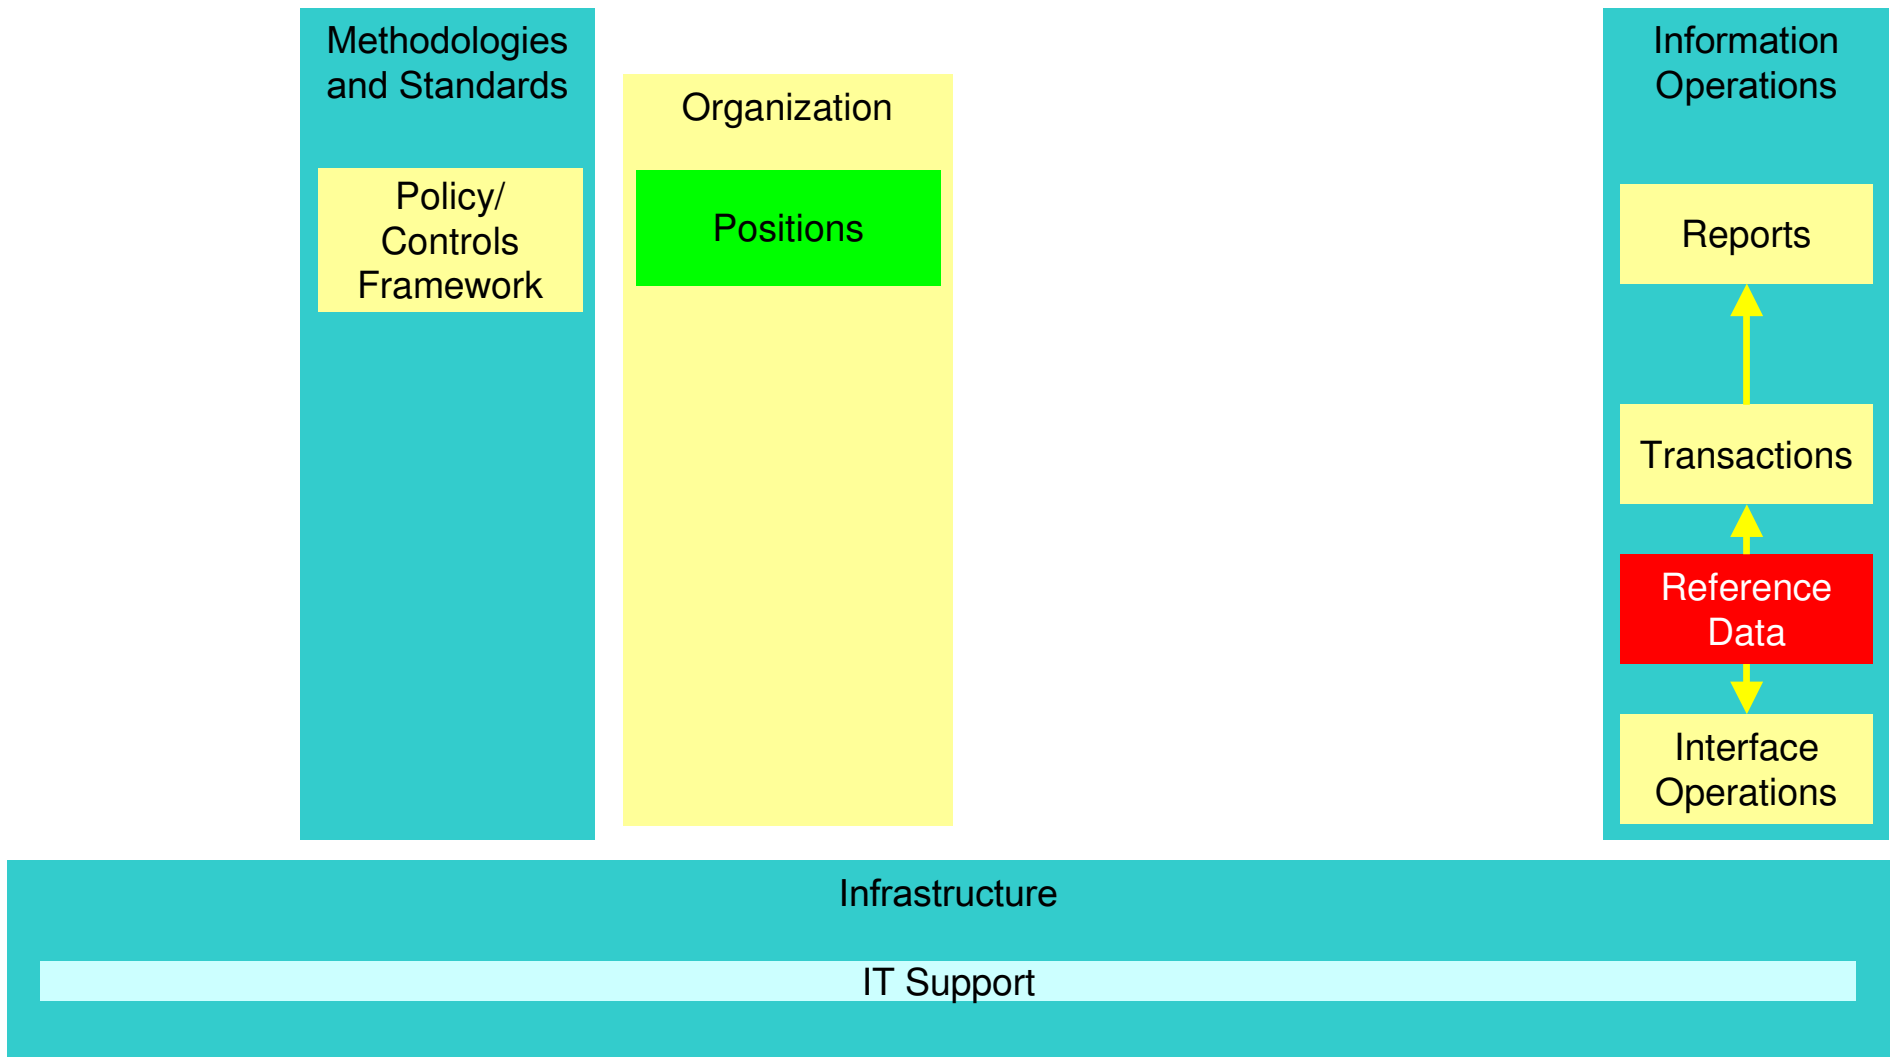 Methodologies
and Standards
Policy/
Controls
Framework
Organization
Positions
Information
Operations
Reports
Transactions
Reference
Data
Interface
Operations
Infrastructure
IT Support